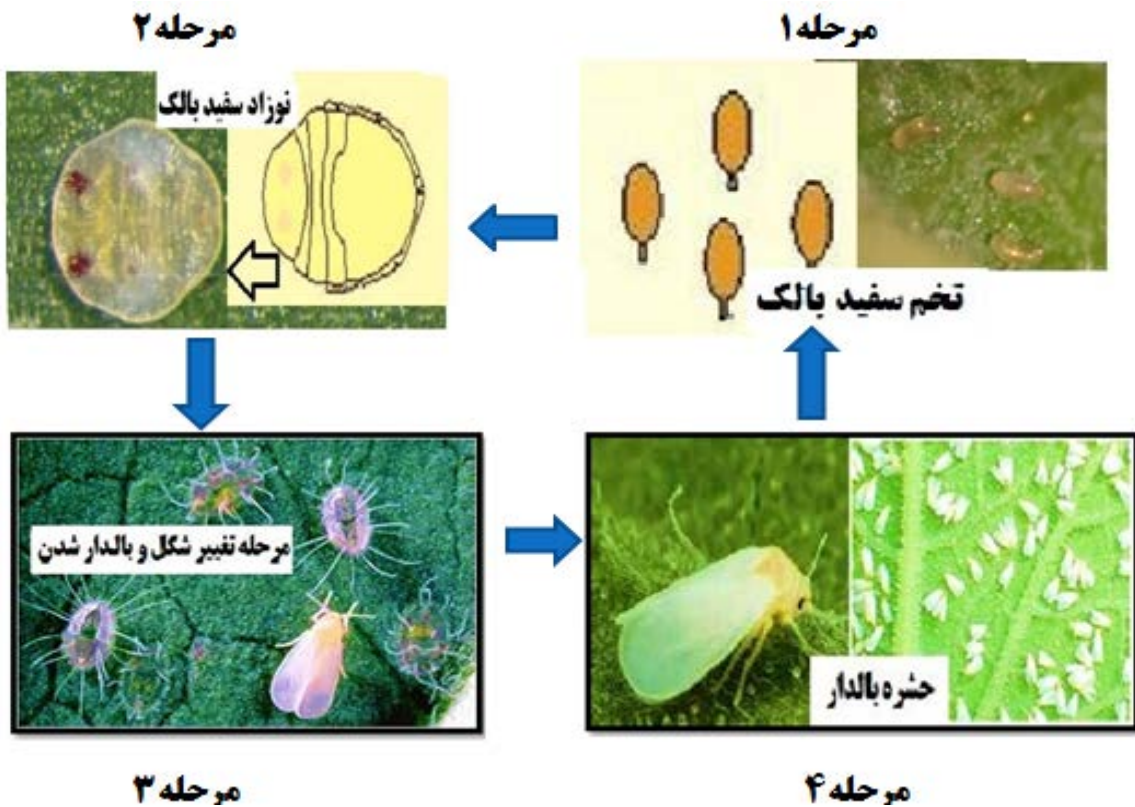 مرحله ۱
تخم سفید بالک
مرحله ۲
نوزاد سفید بالک
مرحله تغییر شکل و بالدار شدن
مرحله ۳
حشره بالدار
مرحله ۴